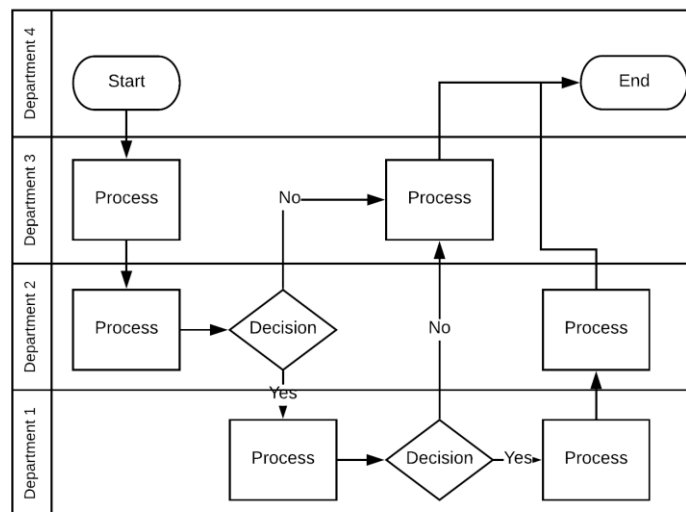 Department 4
Start
End
Department 3
Process
No
Process
Department 2
Process
Decision
No
Process
Yes
Department 1
Process
Decision
Yes
Process